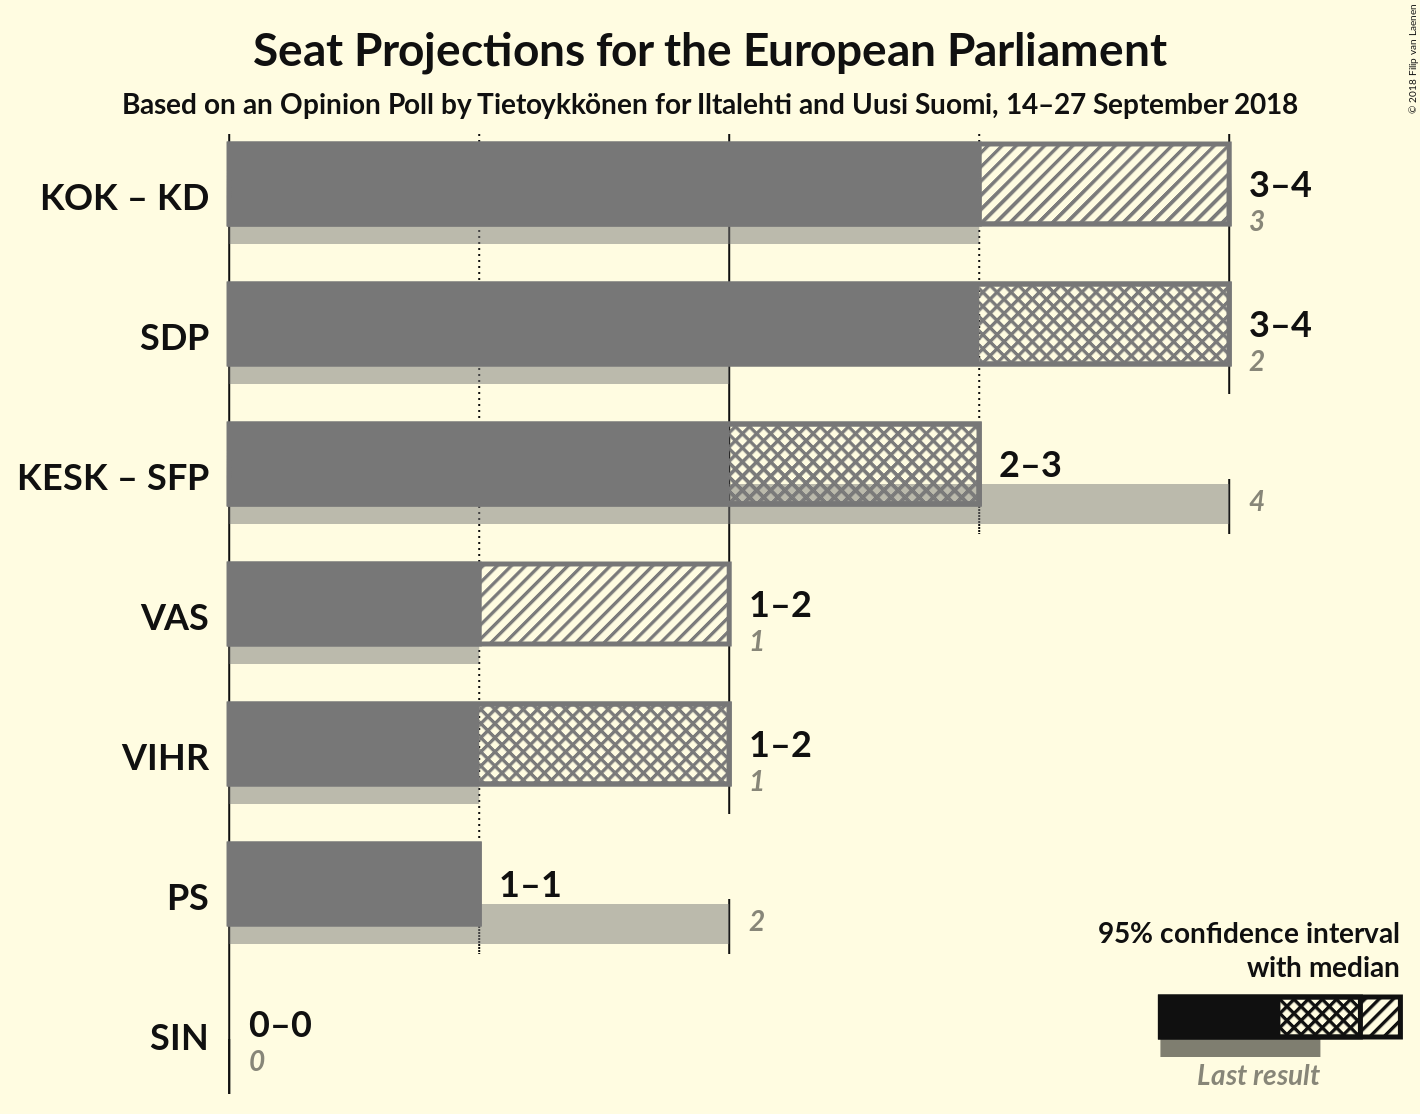 Seat Projections for the European Parliament
Based on an Opinion Poll by Tietoykkönen for Iltalehti and Uusi Suomi, 14–27 September 2018
© 2018 Filip van Laenen
KOK – KD
3–4
3
SDP
3–4
2
KESK – SFP
2–3
4
VAS
1–2
1
VIHR
1–2
1
PS
1–1
2
SIN
0–0
0
95% confidence interval
with median
Last result